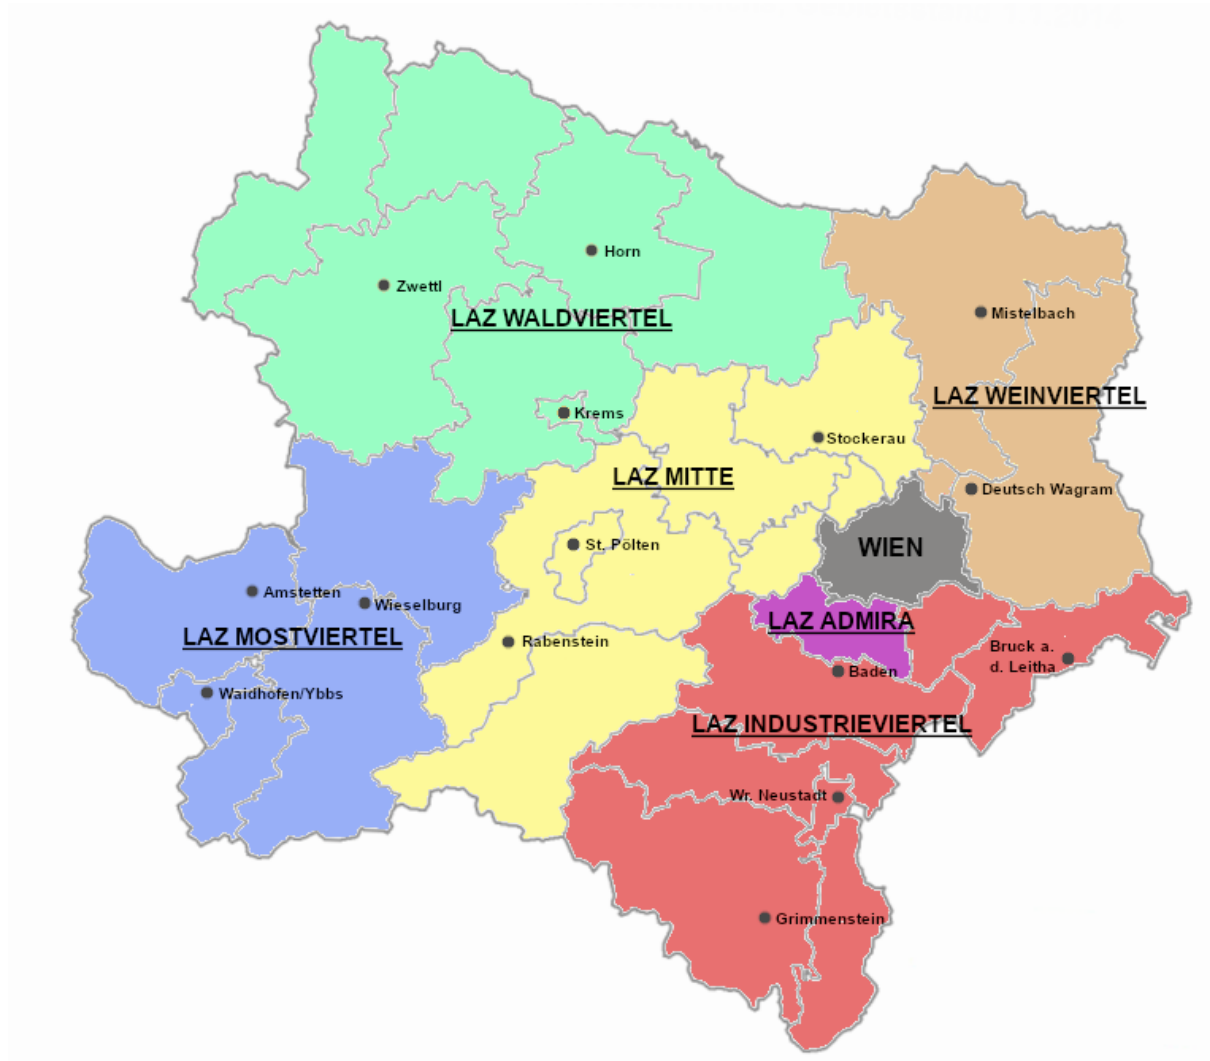 Horn
Zwettl
LAZ WALDVIERTEL
Mistelbach
LAZ WEINVIERTEL
Krems
Stockerau
LAZ MITTE
Deutsch Wagram
St. Pölten
WIEN
Amstetten
Wieselburg
LAZ ADMIRA
LAZ MOSTVIERTEL
Rabenstein
Bruck a.
d. Leitha
Baden
Waidhofen/Ybbs
LAZ INDUSTRIEVIERTEL
Wr. Neustadt
Grimmenstein